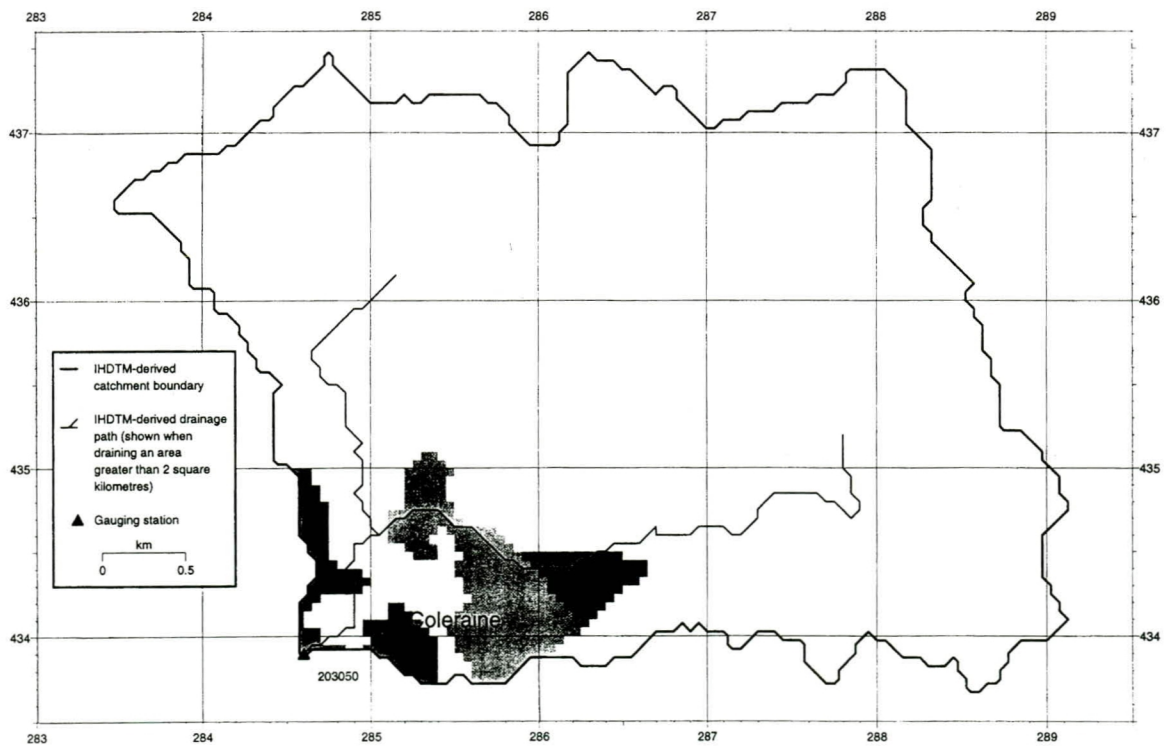 283 284 285 286 287 288 289
437 437
436 436
IHDTM-derived
catchment boundary
IHDTM-derived drainage
path (shown when
draining an area
greater than 2 square
kilometres)
Gauging station
km
0 0.5
435 435
Coleraine
434 434
203050
283 284 285 286 287 288 289